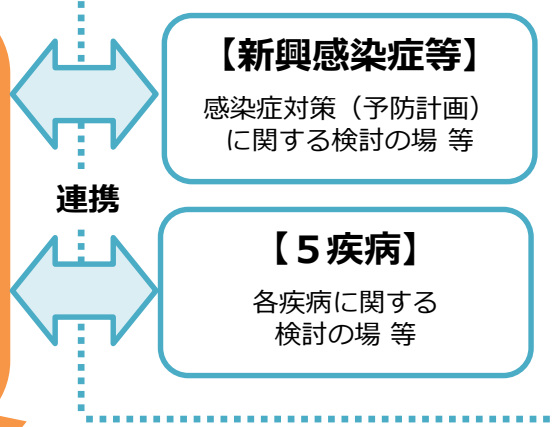 【新興感染症等】
感染症対策（予防計画）
に関する検討の場 等
連携
【５疾病】
各疾病に関する
検討の場 等